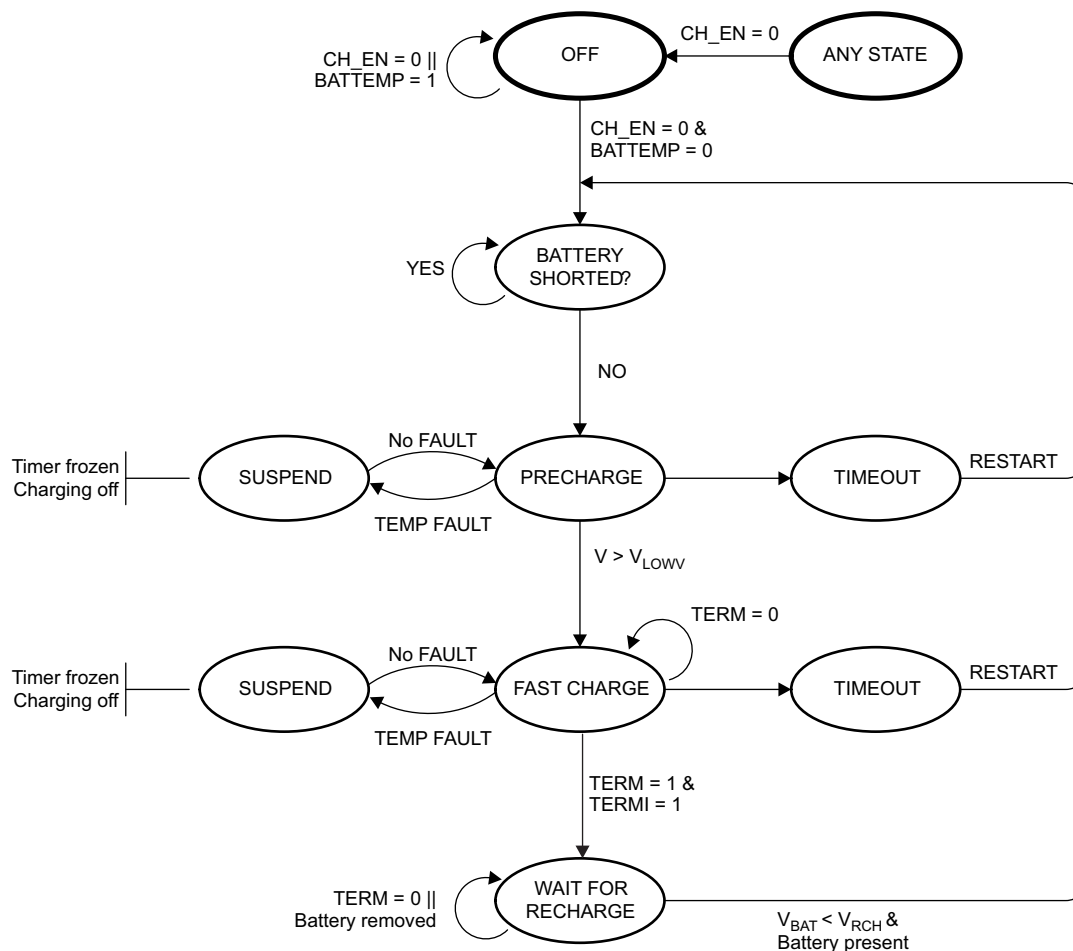 CH_EN = 0
OFF
ANY STATE
CH_EN = 0 ||
BATTEMP = 1
CH_EN = 0 &
BATTEMP = 0
BATTERY
SHORTED?
YES
NO
Timer frozen
Charging off
SUSPEND
No FAULT
TEMP FAULT
PRECHARGE
TIMEOUT
RESTART
V > VLOWV
TERM = 0
Timer frozen
Charging off
SUSPEND
No FAULT
TEMP FAULT
FAST CHARGE
TIMEOUT
RESTART
TERM = 1 &
TERMI = 1
TERM = 0 ||
Battery removed
WAIT FOR
RECHARGE
VBAT < VRCH &
Battery present